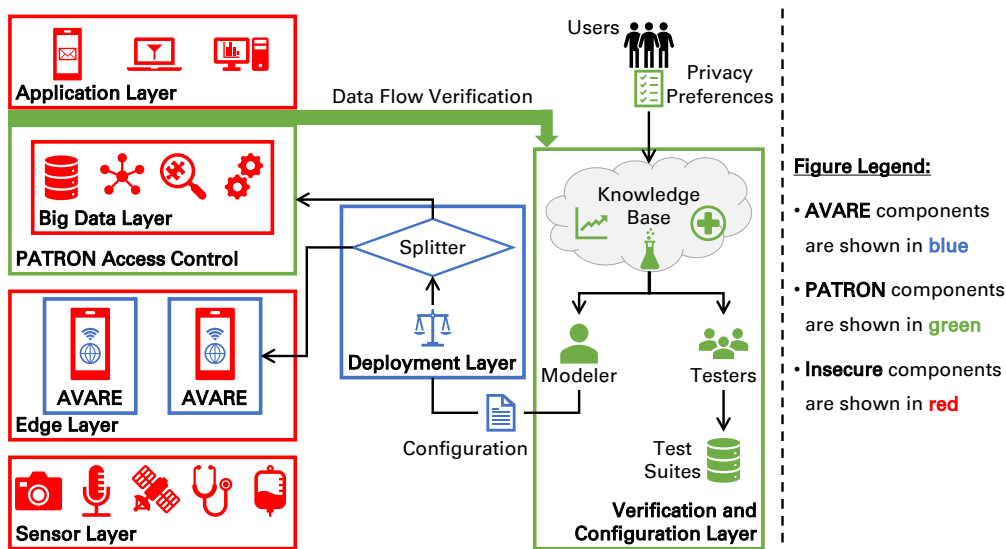 Application Layer
Data Flow Verification
Users
Privacy
Preferences
Big Data Layer
PATRON Access Control
Splitter
Deployment Layer
AVARE
AVARE
Edge Layer
Sensor Layer
Configuration
Knowledge
Base
Modeler
Testers
Test
Suites
Verification and
Configuration Layer
Figure Legend:
• AVARE components
are shown in blue
• PATRON components
are shown in green
• Insecure components
are shown in red